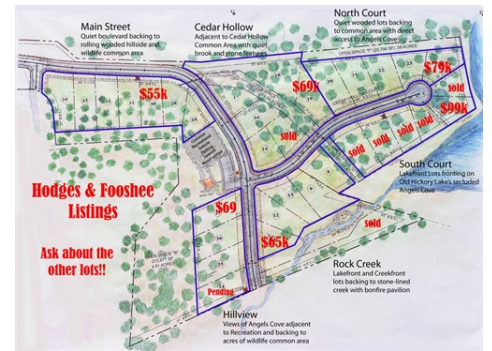 Main Street
Quiet boulevard backing to
rolling wooded hillside and
wildlife common area
Cedar Hollow
Adjacent to Cedar Hollow
Common Area with quiet
brook and stone features
North Court
Quiet wooded lots backing
to common area with direct
access to Angels Cove
$55k
$69k
$79k
sold
$99k
sold
sold
sold
sold
sold
South Court
Lakefront Lots fronting on
Old Hickory Lake's secluded
Angels Cove
Hodges & Fooshee
Listings
Ask about the
other lots!!
$69
$65k
sold
Pending
Rock Creek
Lakefront and Creekfront
lots backing to stone-lined
creek with bonfire pavilion
Hillview
Views of Angels Cove adjacent
to Recreation and backing to
acres of wildlife common area